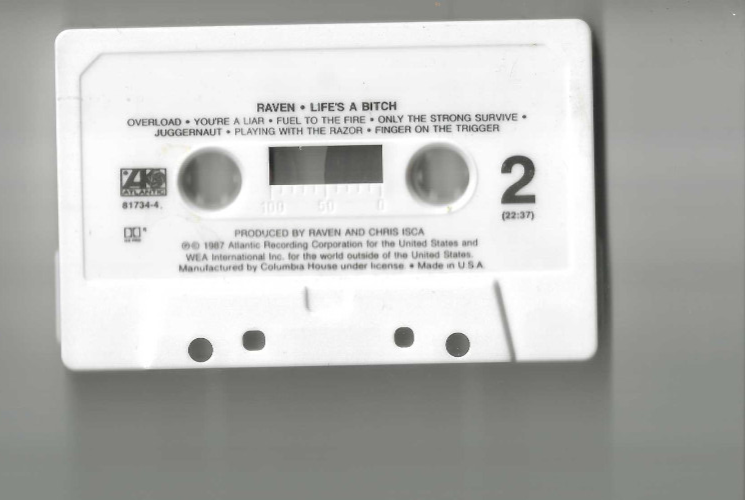 RAVEN • LIFE'S A BITCH
OVERLOAD • YOU'RE A LIAR • FUEL TO THE FIRE • ONLY THE STRONG SURVIVE •
JUGGERNAUT • PLAYING WITH THE RAZOR • FINGER ON THE TRIGGER
ATLANTIC
81734-4
2
(22:37)
100 50 0
PRODUCED BY RAVEN AND CHRIS ISCA
℗© 1987 Atlantic Recording Corporation for the United States and
WEA International Inc. for the world outside of the United States.
Manufactured by Columbia House under license. • Made in U.S.A.